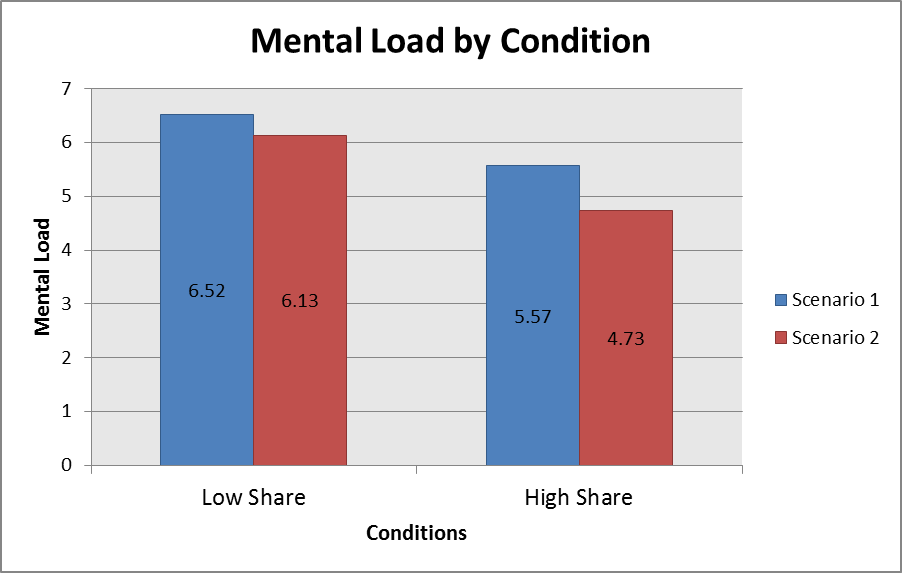 Mental Load by Condition
7
6
5
4
3
2
1
0
Mental Load
6.52
6.13
5.57
4.73
Low Share
High Share
Conditions
Scenario 1
Scenario 2